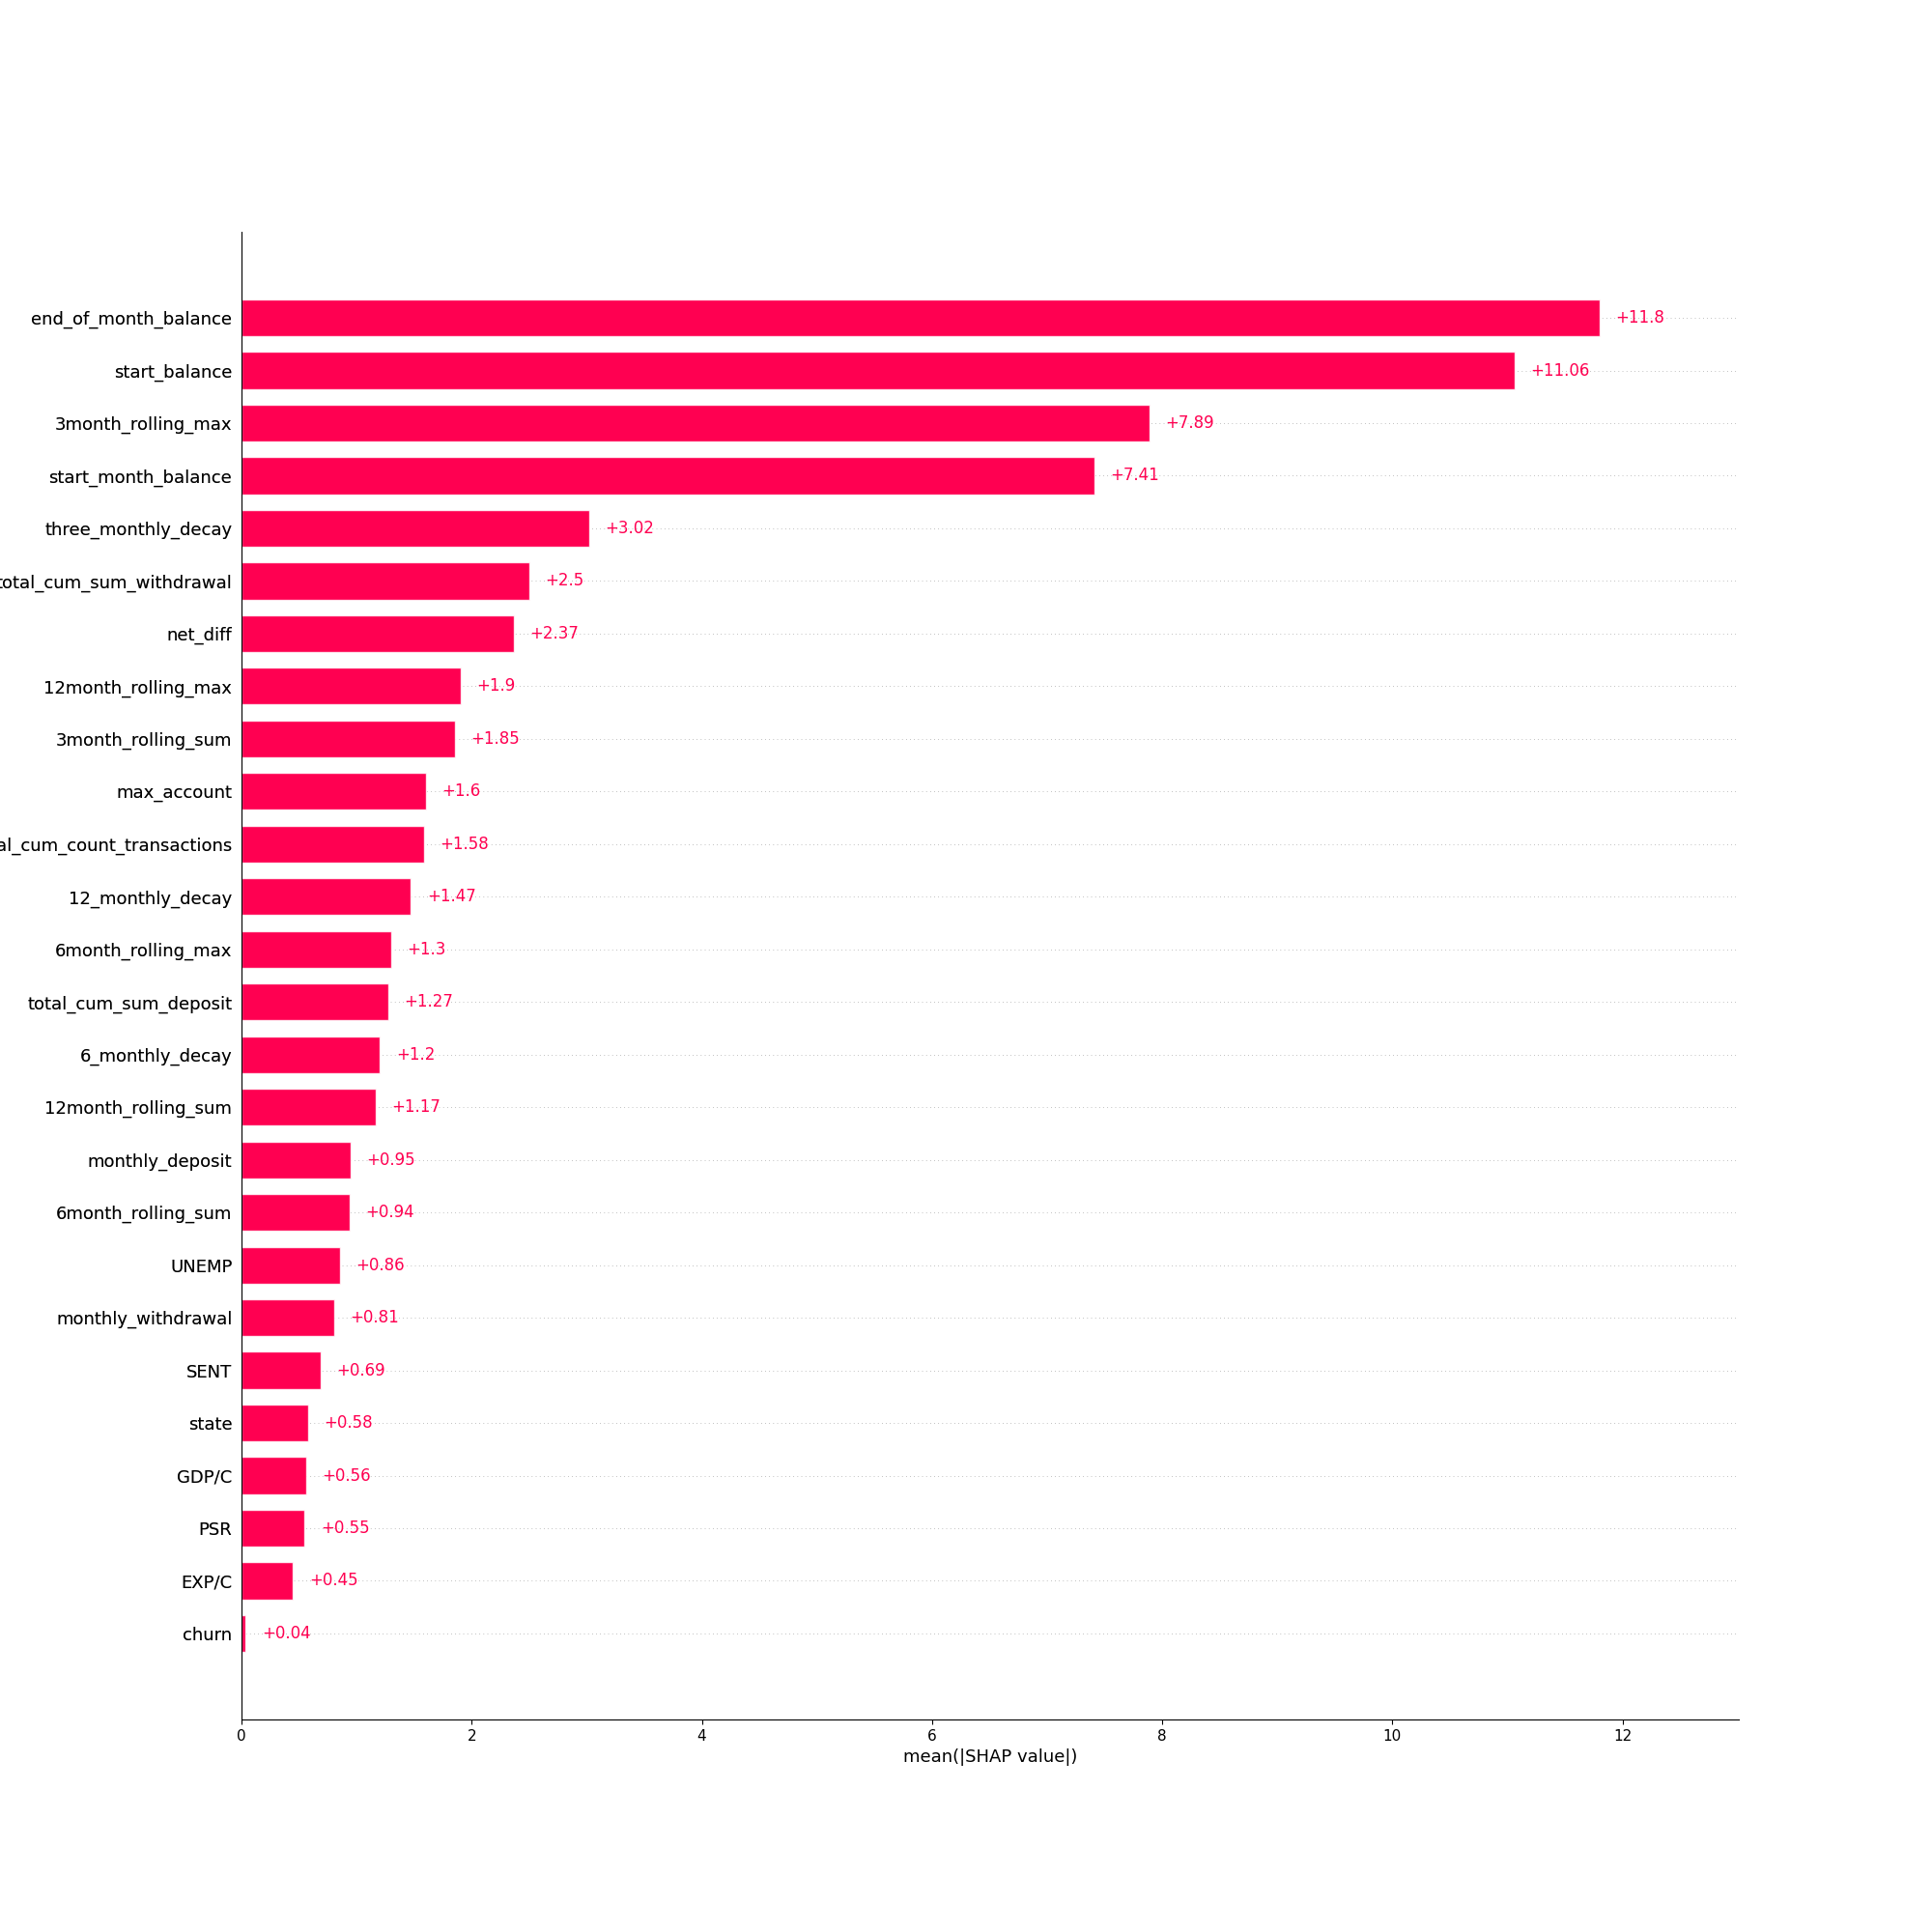 end_of_month_balance +11.8
start_balance +11.06
3month_rolling_max +7.89
start_month_balance +7.41
three_monthly_decay +3.02
otal_cum_sum_withdrawal +2.5
net_diff +2.37
12month_rolling_max +1.9
3month_rolling_sum +1.85
max_account +1.6
al_cum_count_transactions +1.58
12_monthly_decay +1.47
6month_rolling_max +1.3
total_cum_sum_deposit +1.27
6_monthly_decay +1.2
12month_rolling_sum +1.17
monthly_deposit +0.95
6month_rolling_sum +0.94
UNEMP +0.86
monthly_withdrawal +0.81
SENT +0.69
state +0.58
GDP/C +0.56
PSR +0.55
EXP/C +0.45
churn +0.04
0 2 4 6 8 10 12
mean(|SHAP value|)